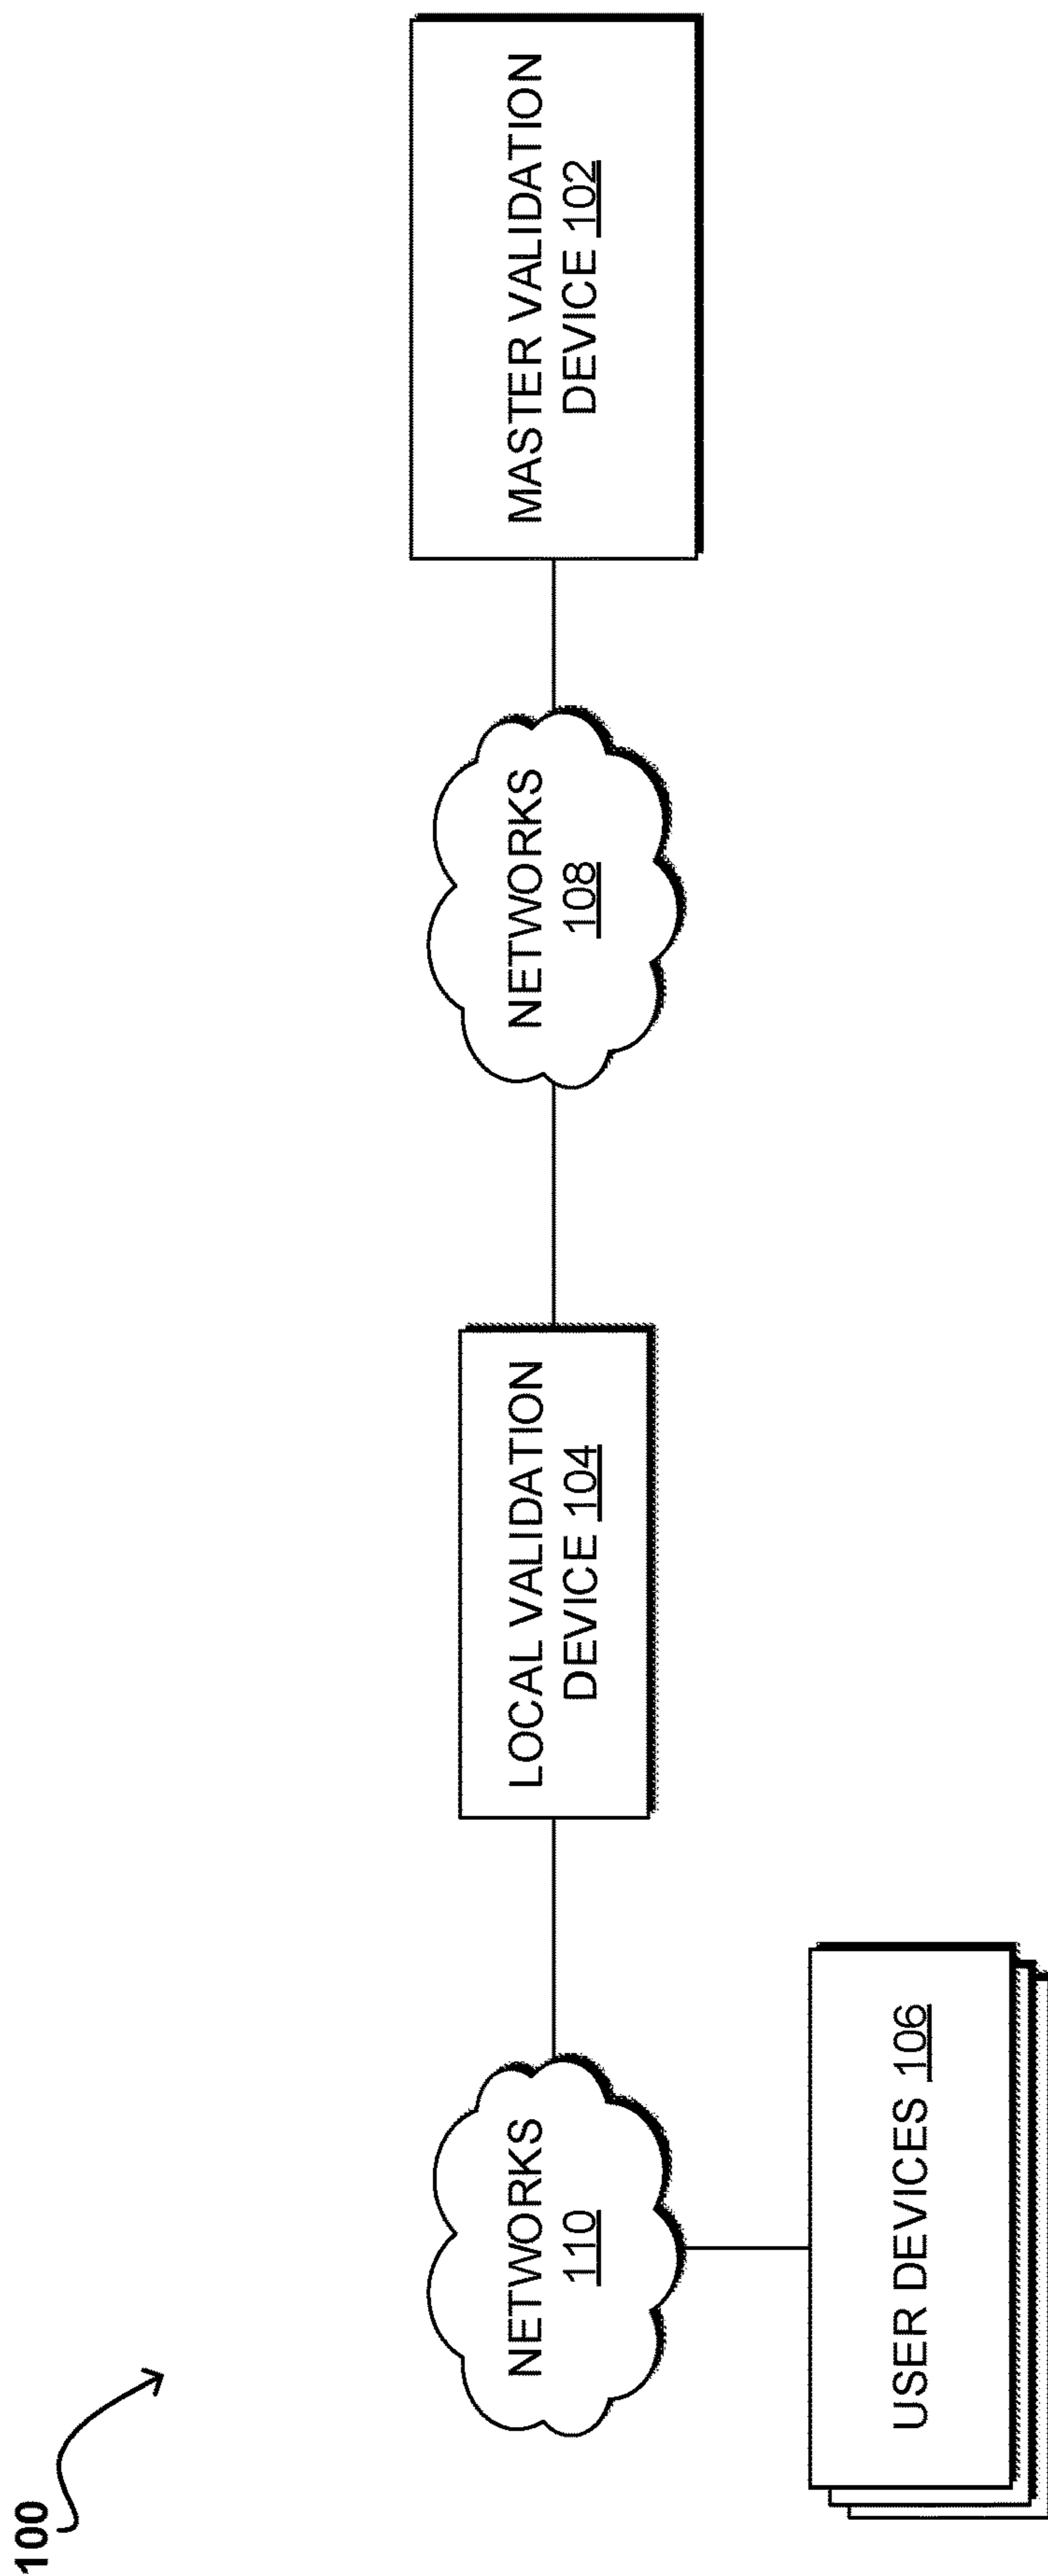 100
NETWORKS
110
LOCAL VALIDATION
DEVICE 104
NETWORKS
108
MASTER VALIDATION
DEVICE 102
USER DEVICES 106